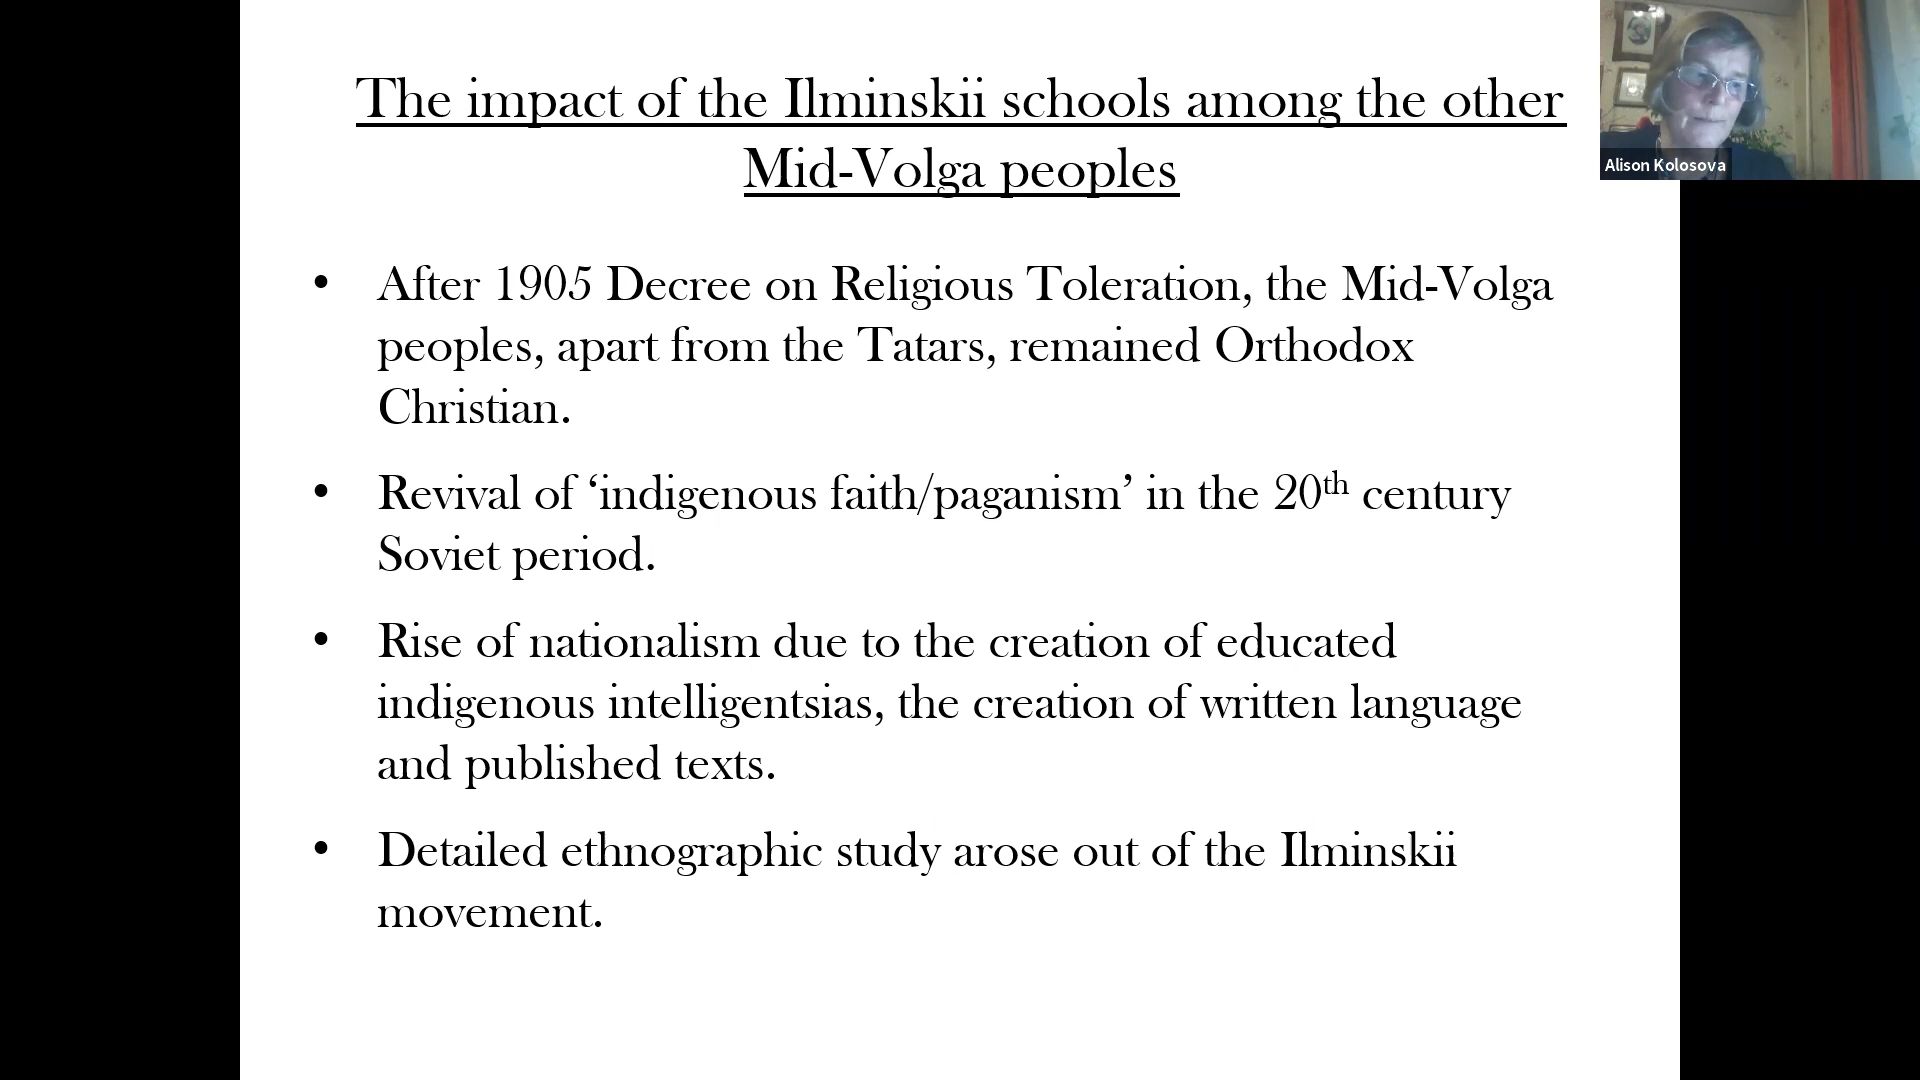 The impact of the Ilminskii schools among the other
Mid-Volga peoples
• After 1905 Decree on Religious Toleration, the Mid-Volga
peoples, apart from the Tatars, remained Orthodox
Christian.
• Revival of ‘indigenous faith/paganism’ in the 20th century
Soviet period.
• Rise of nationalism due to the creation of educated
indigenous intelligentsias, the creation of written language
and published texts.
• Detailed ethnographic study arose out of the Ilminskii
movement.
Alison Kolosova